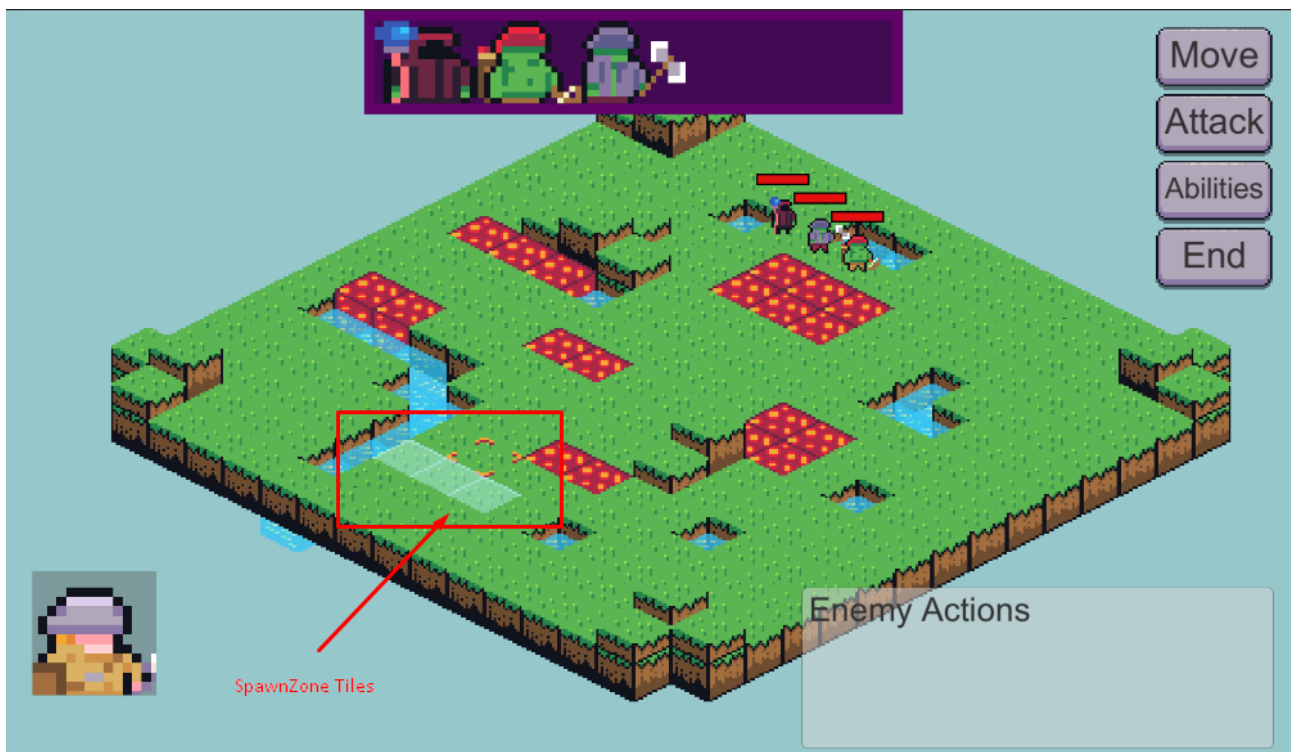 Move
Attack
Abilities
End
Enemy Actions
SpawnZone Tiles